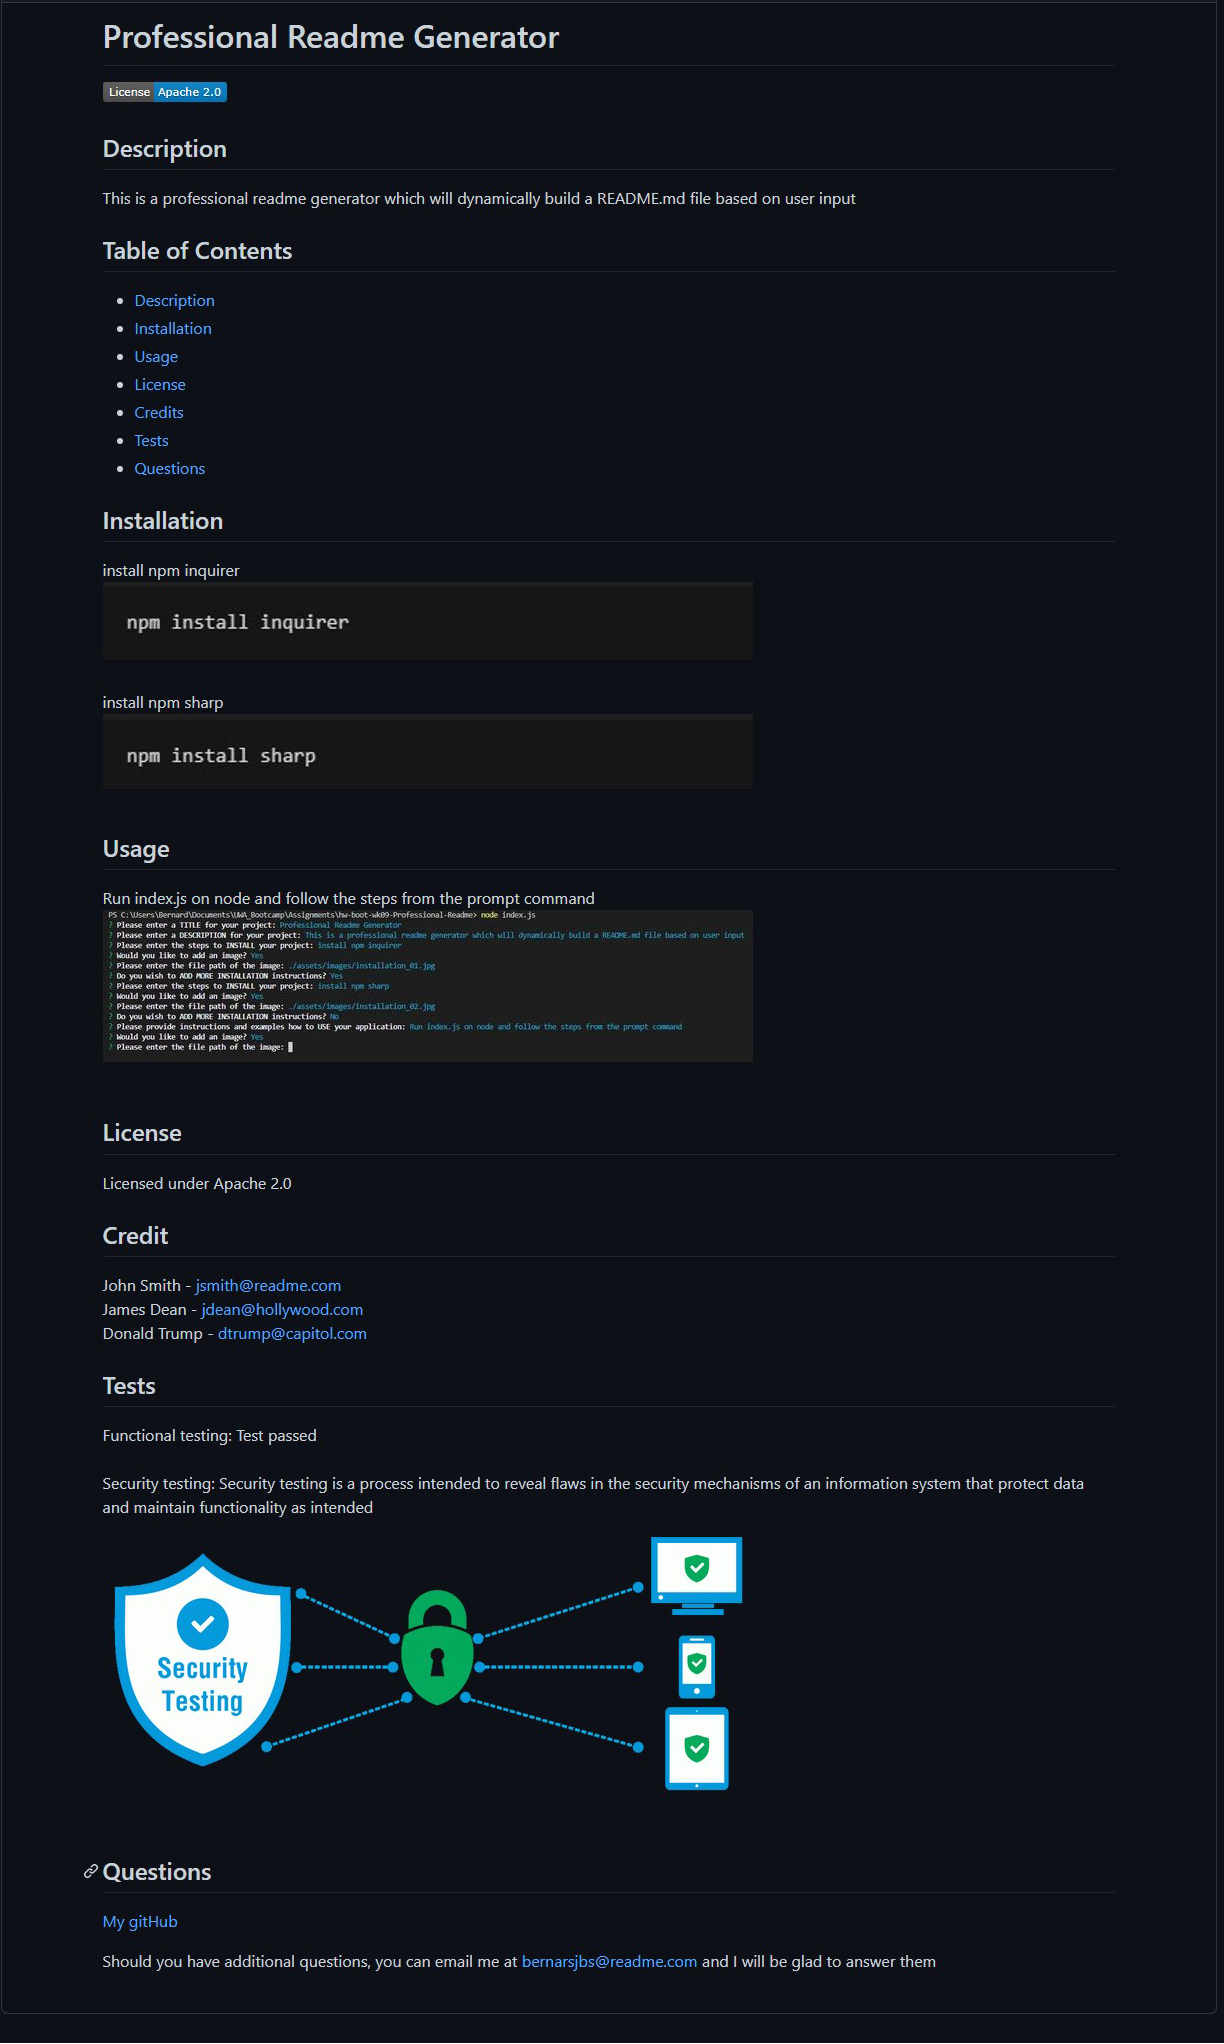 Professional Readme Generator
License Apache 2.0
Description
This is a professional readme generator which will dynamically build a README.md file based on user input
Table of Contents
Description
Installation
Usage
License
Credits
Tests
Questions
Installation
install npm inquirer
npm install inquirer
install npm sharp
npm install sharp
Usage
Run index.js on node and follow the steps from the prompt command
PS C:\Users\Bernard\Documents\UWA_Bootcamp\Assignments\hw-boot-wk09-Professional-Readme> node index.js
? Please enter a TITLE for your project: Professional Readme Generator
? Please enter a DESCRIPTION for your project: This is a professional readme generator which will dynamically build a README.md file based on user input
? Please enter the steps to INSTALL your project: install npm inquirer
? Would you like to add an image? Yes
? Please enter the file path of the image: ./assets/images/installation_01.jpg
? Do you wish to ADD MORE INSTALLATION instructions? Yes
? Please enter the steps to INSTALL your project: install npm sharp
? Would you like to add an image? Yes
? Please enter the file path of the image: ./assets/images/installation_02.jpg
? Do you wish to ADD MORE INSTALLATION instructions? No
? Please provide instructions and examples how to USE your application: Run index.js on node and follow the steps from the prompt command
? Would you like to add an image? Yes
? Please enter the file path of the image:
License
Licensed under Apache 2.0
Credit
John Smith - jsmith@readme.com
James Dean - jdean@hollywood.com
Donald Trump - dtrump@capitol.com
Tests
Functional testing: Test passed
Security testing: Security testing is a process intended to reveal flaws in the security mechanisms of an information system that protect data
and maintain functionality as intended
Security
Testing
Questions
My gitHub
Should you have additional questions, you can email me at bernarsjbs@readme.com and I will be glad to answer them